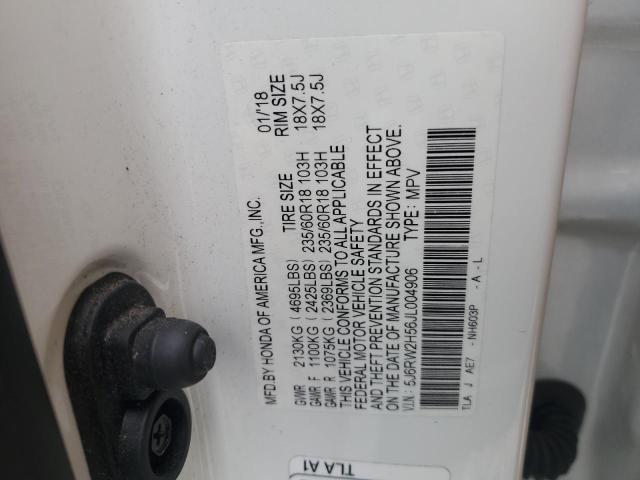 MFD.BY HONDA OF AMERICA MFG.,INC. 01/'18
TIRE SIZE RIM SIZE
GVWR 2130KG (4695LBS)
GAWR F 1100KG (2425LBS) 235/60R18 103H 18X7.5J
GAWR R 1075KG (2369LBS) 235/60R18 103H 18X7.5J
THIS VEHICLE CONFORMS TO ALL APPLICABLE
FEDERAL MOTOR VEHICLE SAFETY
AND THEFT PREVENTION STANDARDS IN EFFECT
ON THE DATE OF MANUFACTURE SHOWN ABOVE.
V.I.N.: 5J6RW2H56JL004906 TYPE: MPV
TLA J AE7 - NH603P - A - L
TLA A1